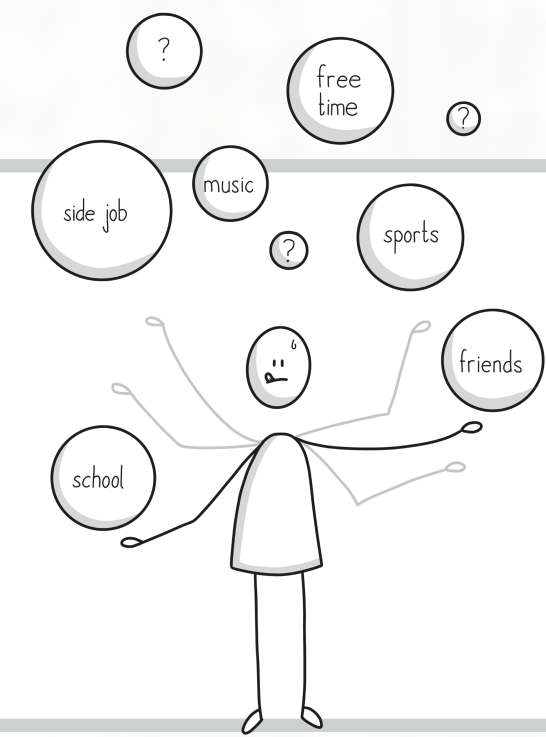 ?
free
time
?
side job
music
?
sports
friends
school